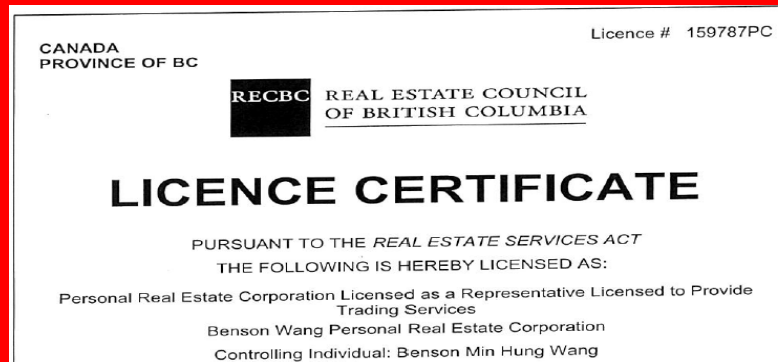 Licence # 159787PC
CANADA
PROVINCE OF BC
RECBC
REAL ESTATE COUNCIL
OF BRITISH COLUMBIA
LICENCE CERTIFICATE
PURSUANT TO THE REAL ESTATE SERVICES ACT
THE FOLLOWING IS HEREBY LICENSED AS:
Personal Real Estate Corporation Licensed as a Representative Licensed to Provide
Trading Services
Benson Wang Personal Real Estate Corporation
Controlling Individual: Benson Min Hung Wang